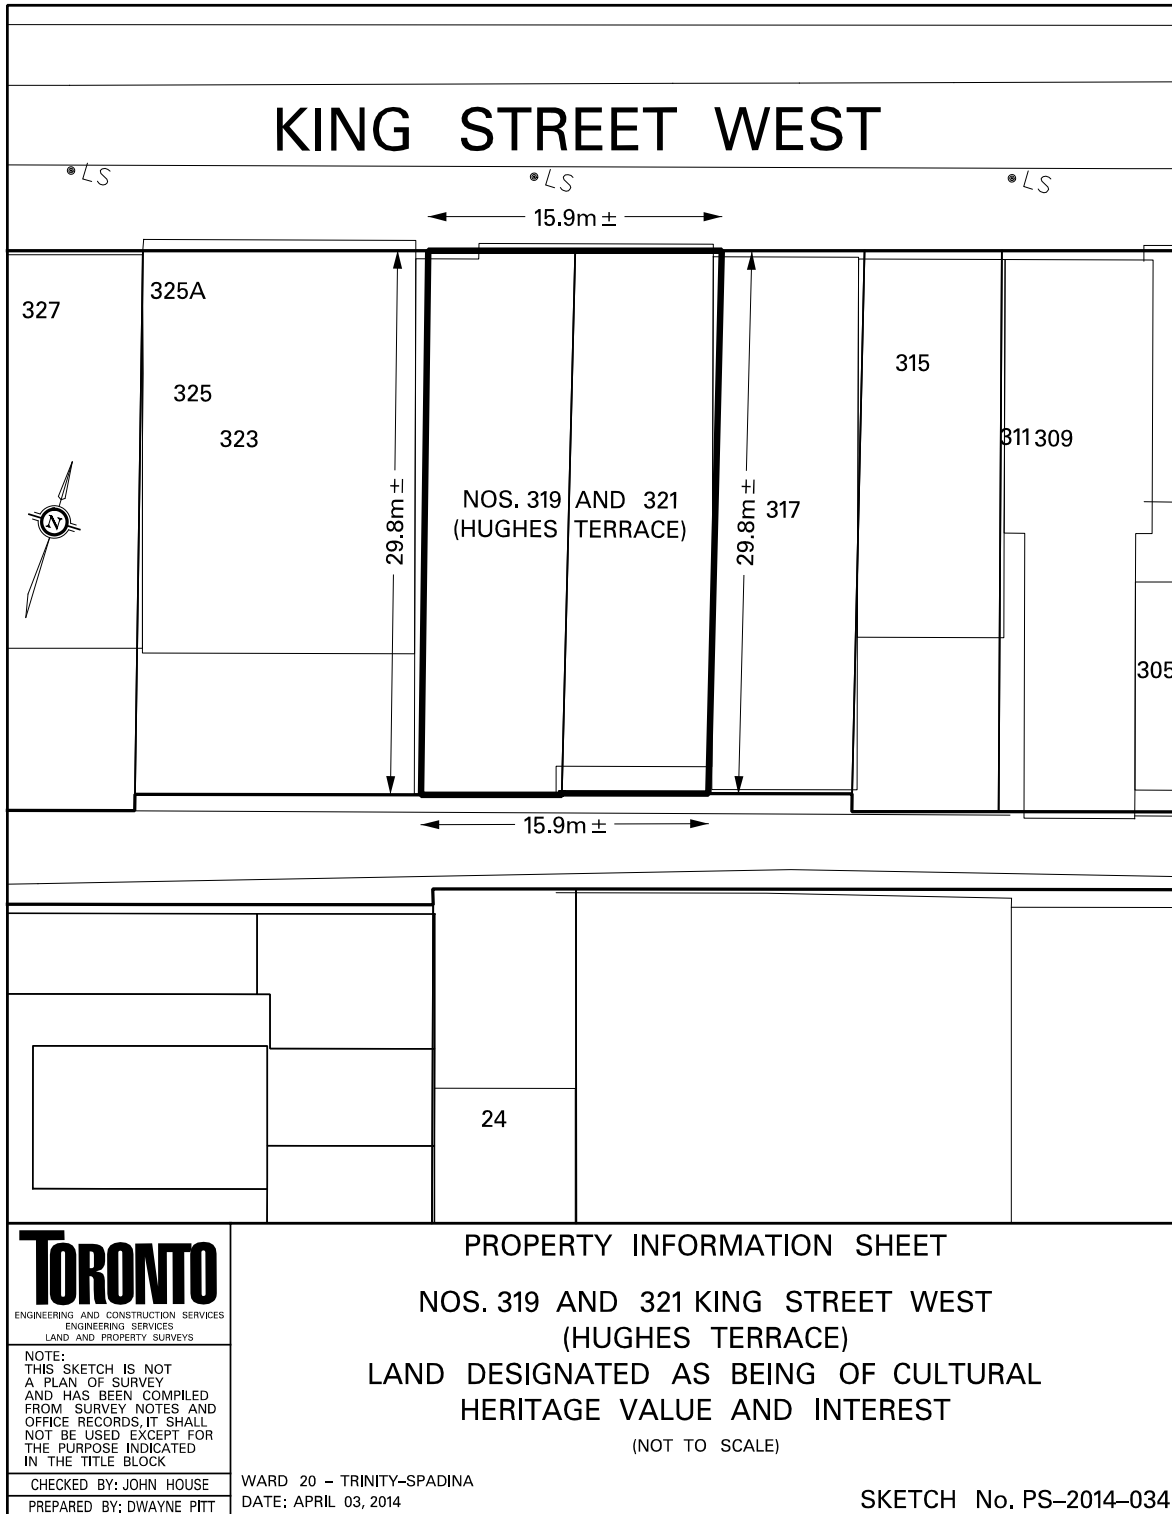 KING STREET WEST
LS
LS
LS
15.9m ±
325A
327
315
325
323
311 309
29.8m ±
NOS. 319 AND 321
(HUGHES TERRACE)
29.8m ±
317
N
305
15.9m ±
24
TORONTO
ENGINEERING AND CONSTRUCTION SERVICES
ENGINEERING SERVICES
LAND AND PROPERTY SURVEYS
NOTE:
THIS SKETCH IS NOT
A PLAN OF SURVEY
AND HAS BEEN COMPILED
FROM SURVEY NOTES AND
OFFICE RECORDS, IT SHALL
NOT BE USED EXCEPT FOR
THE PURPOSE INDICATED
IN THE TITLE BLOCK
CHECKED BY: JOHN HOUSE
PREPARED BY: DWAYNE PITT
PROPERTY INFORMATION SHEET
NOS. 319 AND 321 KING STREET WEST
(HUGHES TERRACE)
LAND DESIGNATED AS BEING OF CULTURAL
HERITAGE VALUE AND INTEREST
(NOT TO SCALE)
WARD 20 – TRINITY–SPADINA
DATE: APRIL 03, 2014
SKETCH No. PS–2014–034